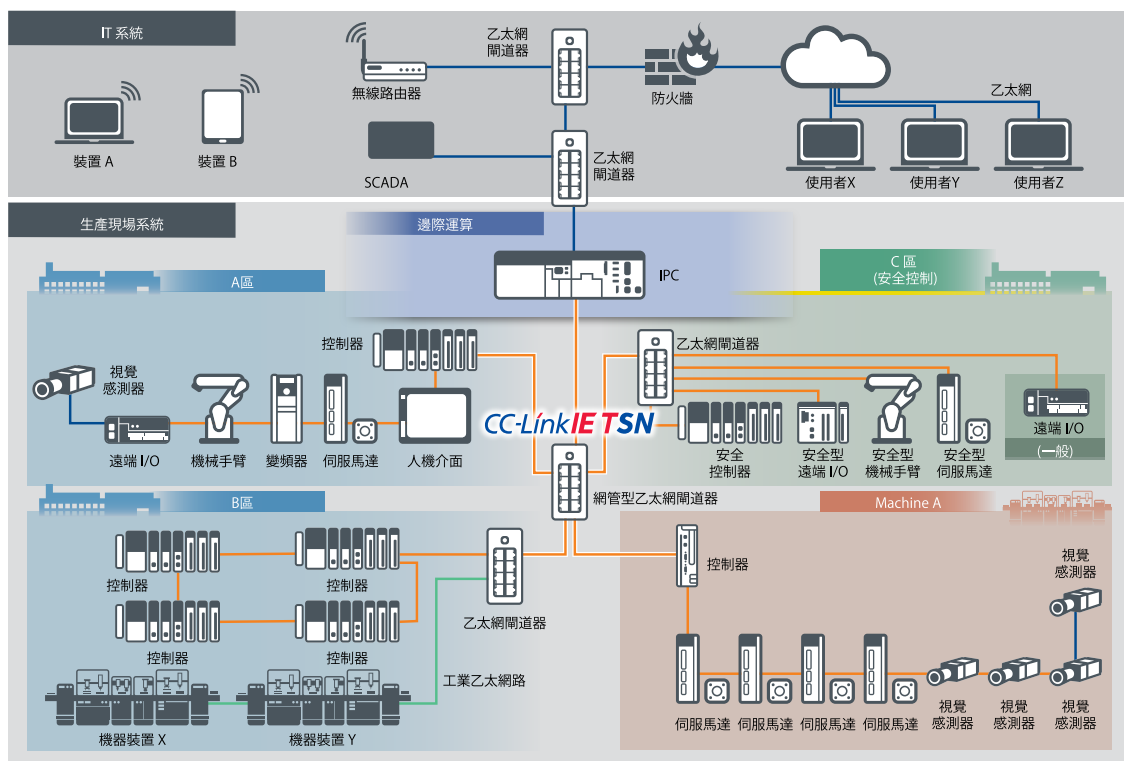 IT 系統
乙太網
閘道器
無線路由器
防火牆
乙太網
裝置 A
裝置 B
SCADA
乙太網
閘道器
使用者X
使用者Y
使用者Z
生產現場系統
邊際運算
IPC
A區
C 區
(安全控制)
控制器
乙太網閘道器
視覺
感測器
遠端 I/O
機械手臂
變頻器
伺服馬達
人機介面
CC-Link IE TSN
安全
控制器
安全型
遠端 I/O
安全型
機械手臂
安全型
伺服馬達
遠端 I/O
(一般)
網管型乙太網閘道器
B區
Machine A
控制器
控制器
控制器
視覺
感測器
乙太網閘道器
控制器
控制器
工業乙太網路
機器裝置 X
機器裝置 Y
伺服馬達
伺服馬達
伺服馬達
伺服馬達
視覺
感測器
視覺
感測器
視覺
感測器